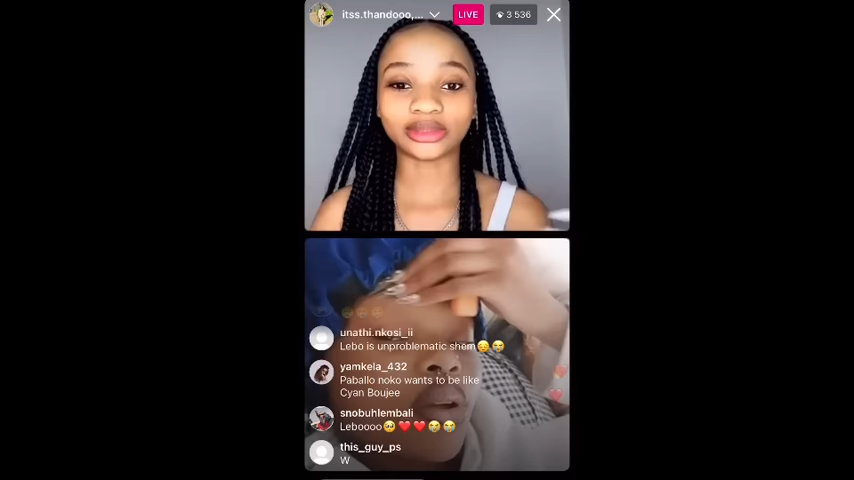 itss.thandooo,... LIVE 3 536
unathi.nkosi_ii
Lebo is unproblematic shem😞😂
yamkela_432
Paballo noko wants to be like
Cyan Boujee
snobuhlembali
Leboooo🥺❤️❤️😭😭
this_guy_ps
W